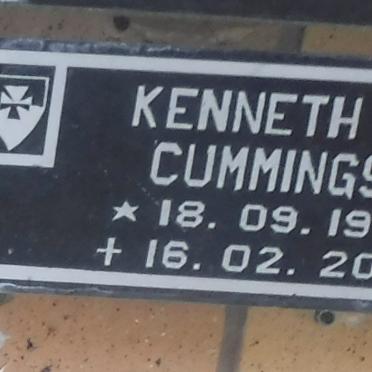 KENNETH
CUMMINGS
★ 18. 09. 19
+ 16. 02. 20